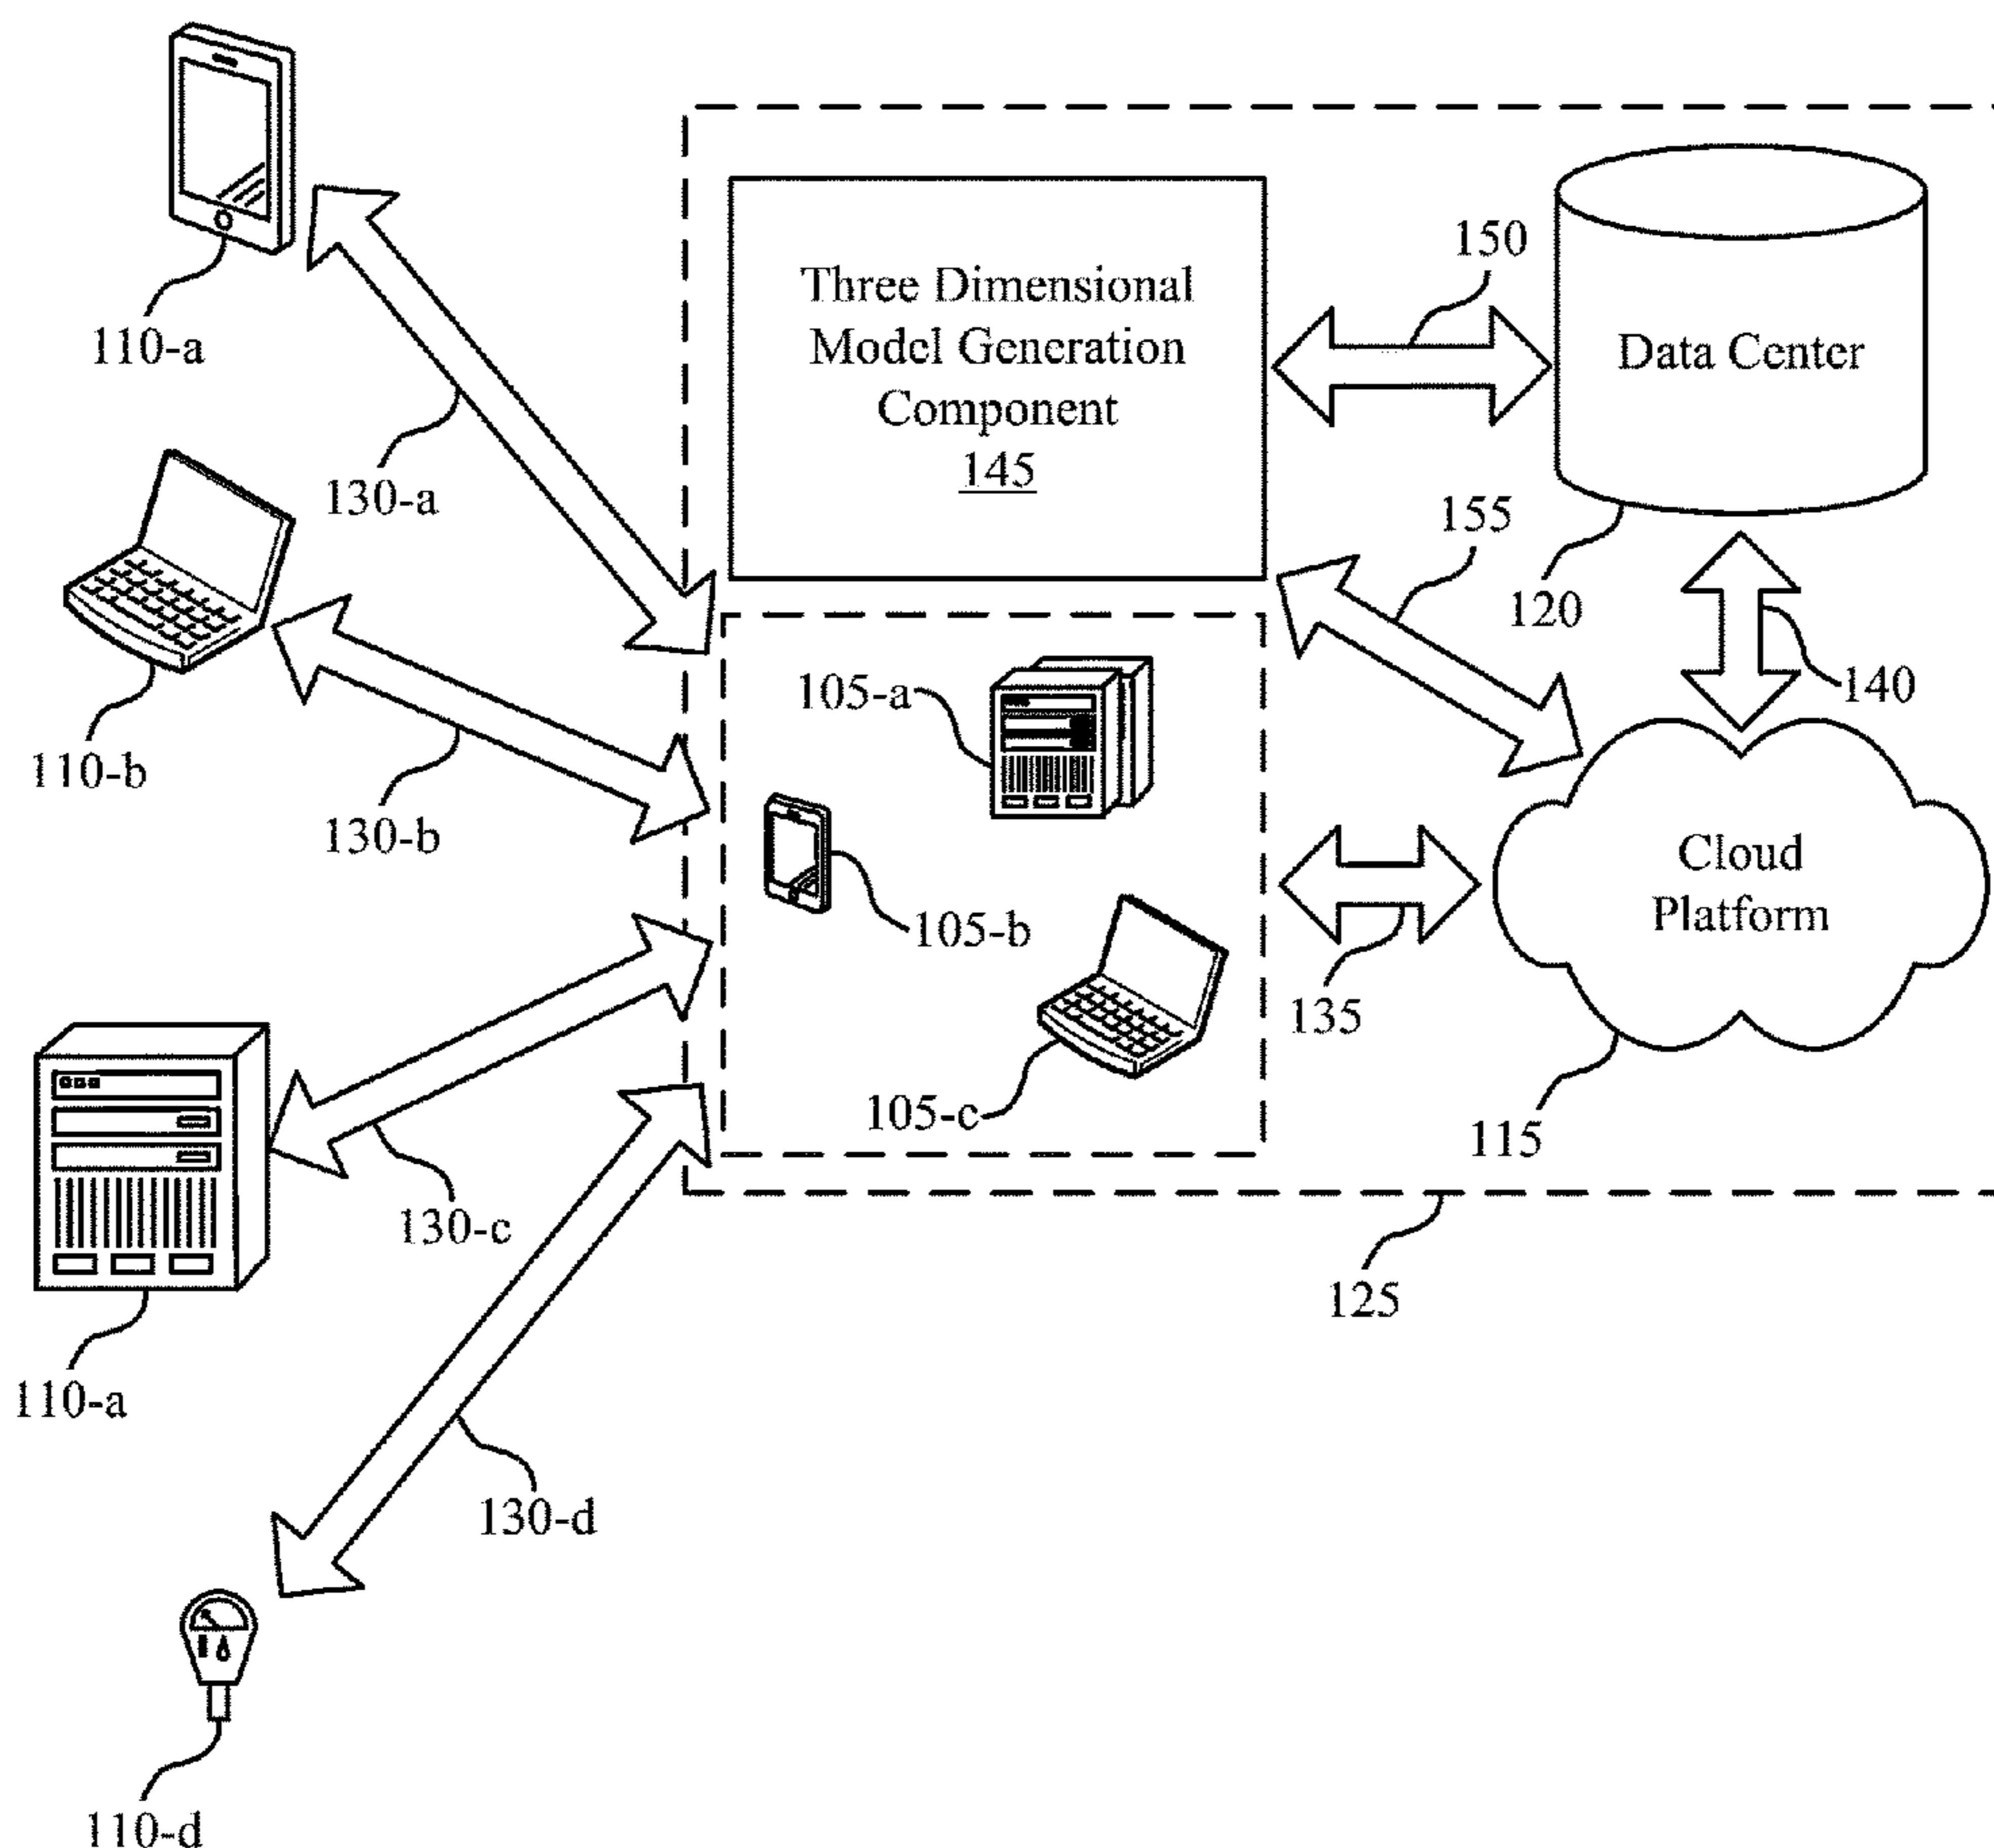 110-a
130-a
110-b
130-b
110-a
130-c
130-d
110-d
Three Dimensional
Model Generation
Component
145
150
Data Center
155
120
140
105-a
105-b
105-c
Cloud
Platform
135
115
125